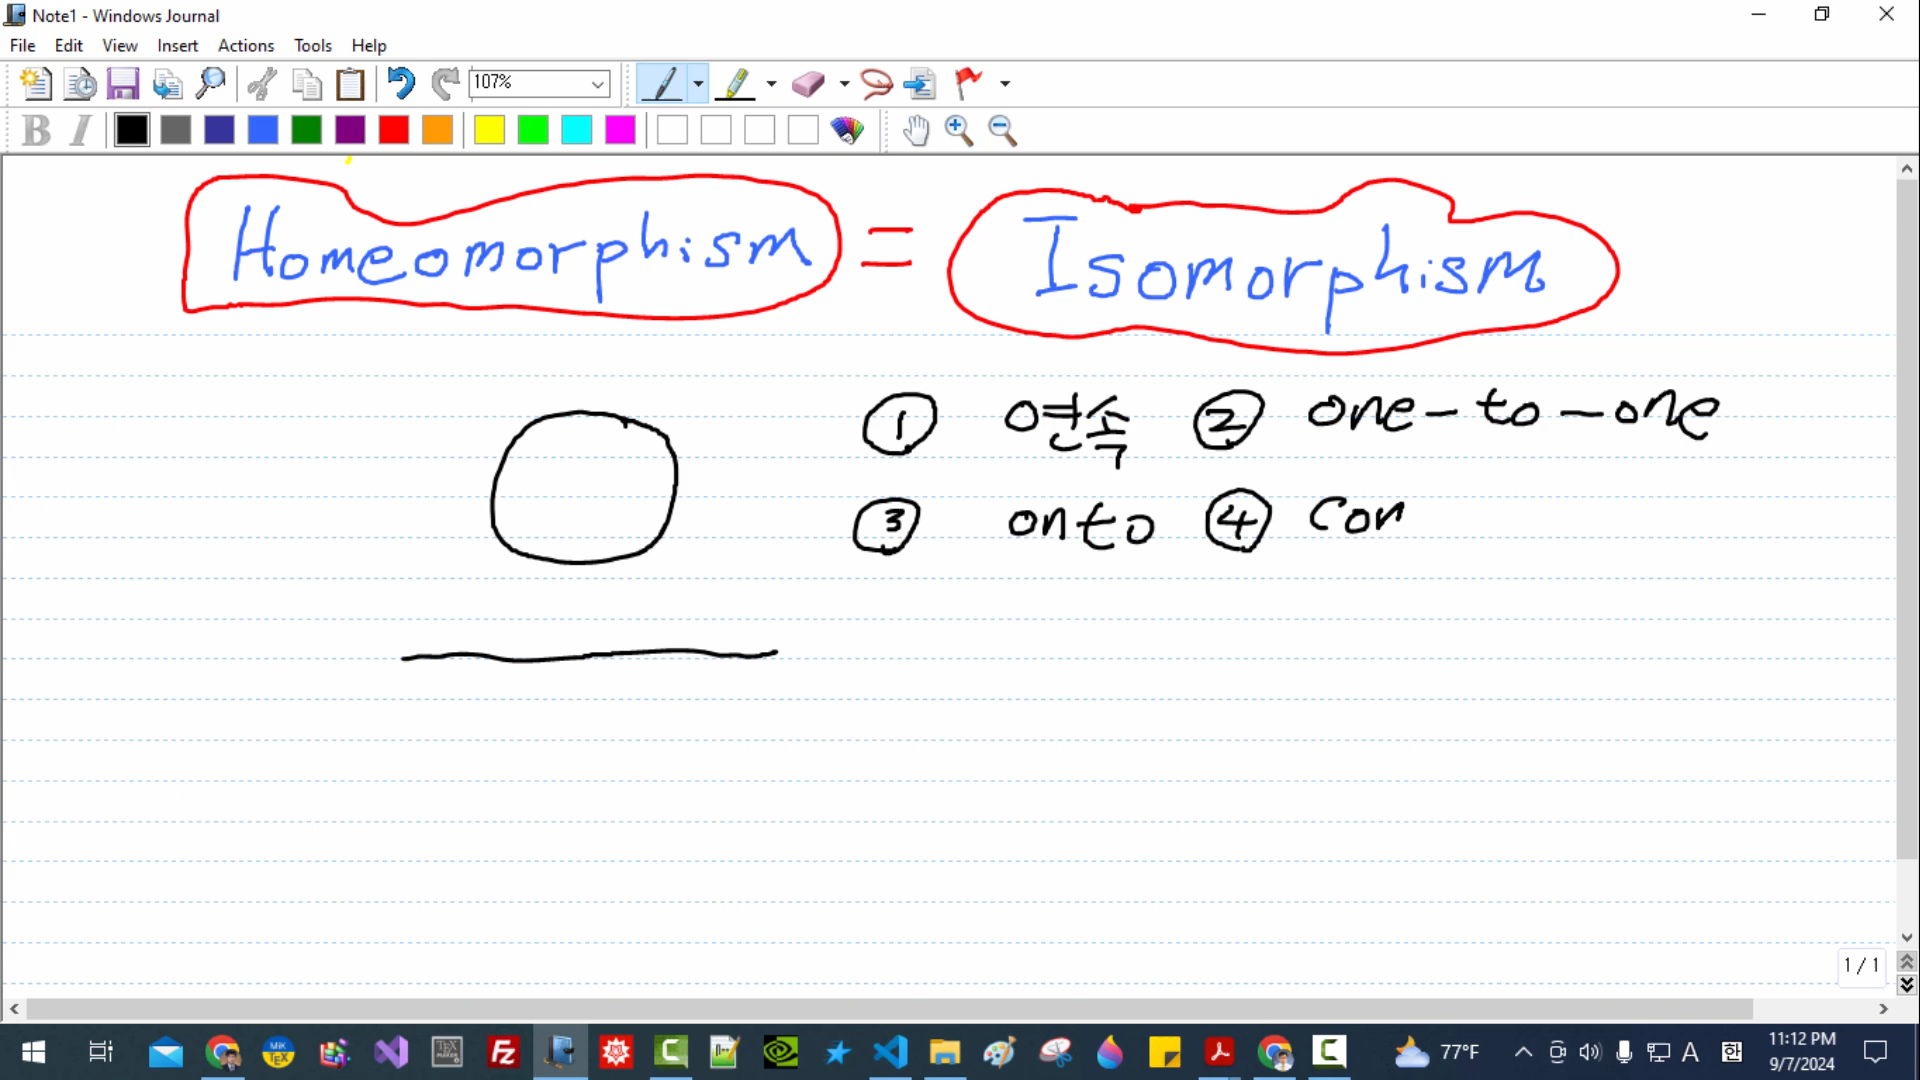 Note1 - Windows Journal
File Edit View Insert Actions Tools Help
107%
B I
Homeomorphism = Isomorphism
① 연속 ② one-to-one
③ onto ④ con
1 / 1
77°F A 한 11:12 PM
9/7/2024